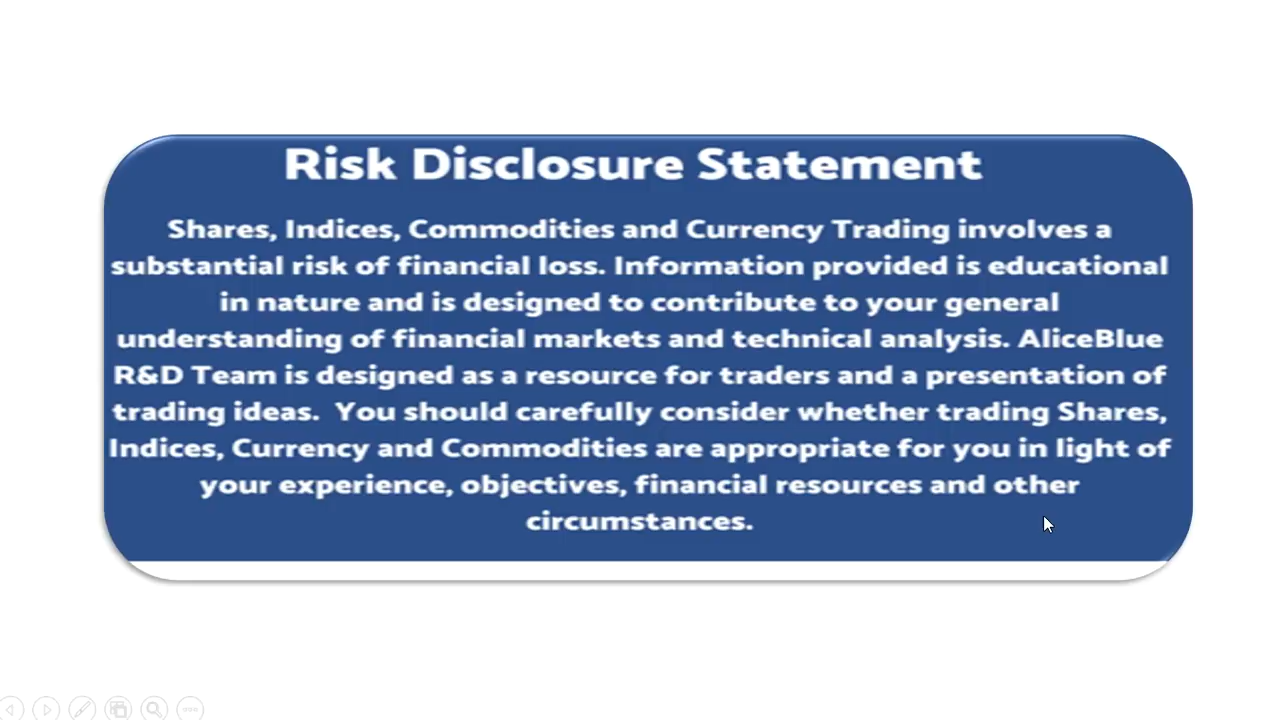 Risk Disclosure Statement
Shares, Indices, Commodities and Currency Trading involves a
substantial risk of financial loss. Information provided is educational
in nature and is designed to contribute to your general
understanding of financial markets and technical analysis. AliceBlue
R&D Team is designed as a resource for traders and a presentation of
trading ideas.  You should carefully consider whether trading Shares,
Indices, Currency and Commodities are appropriate for you in light of
your experience, objectives, financial resources and other
circumstances.